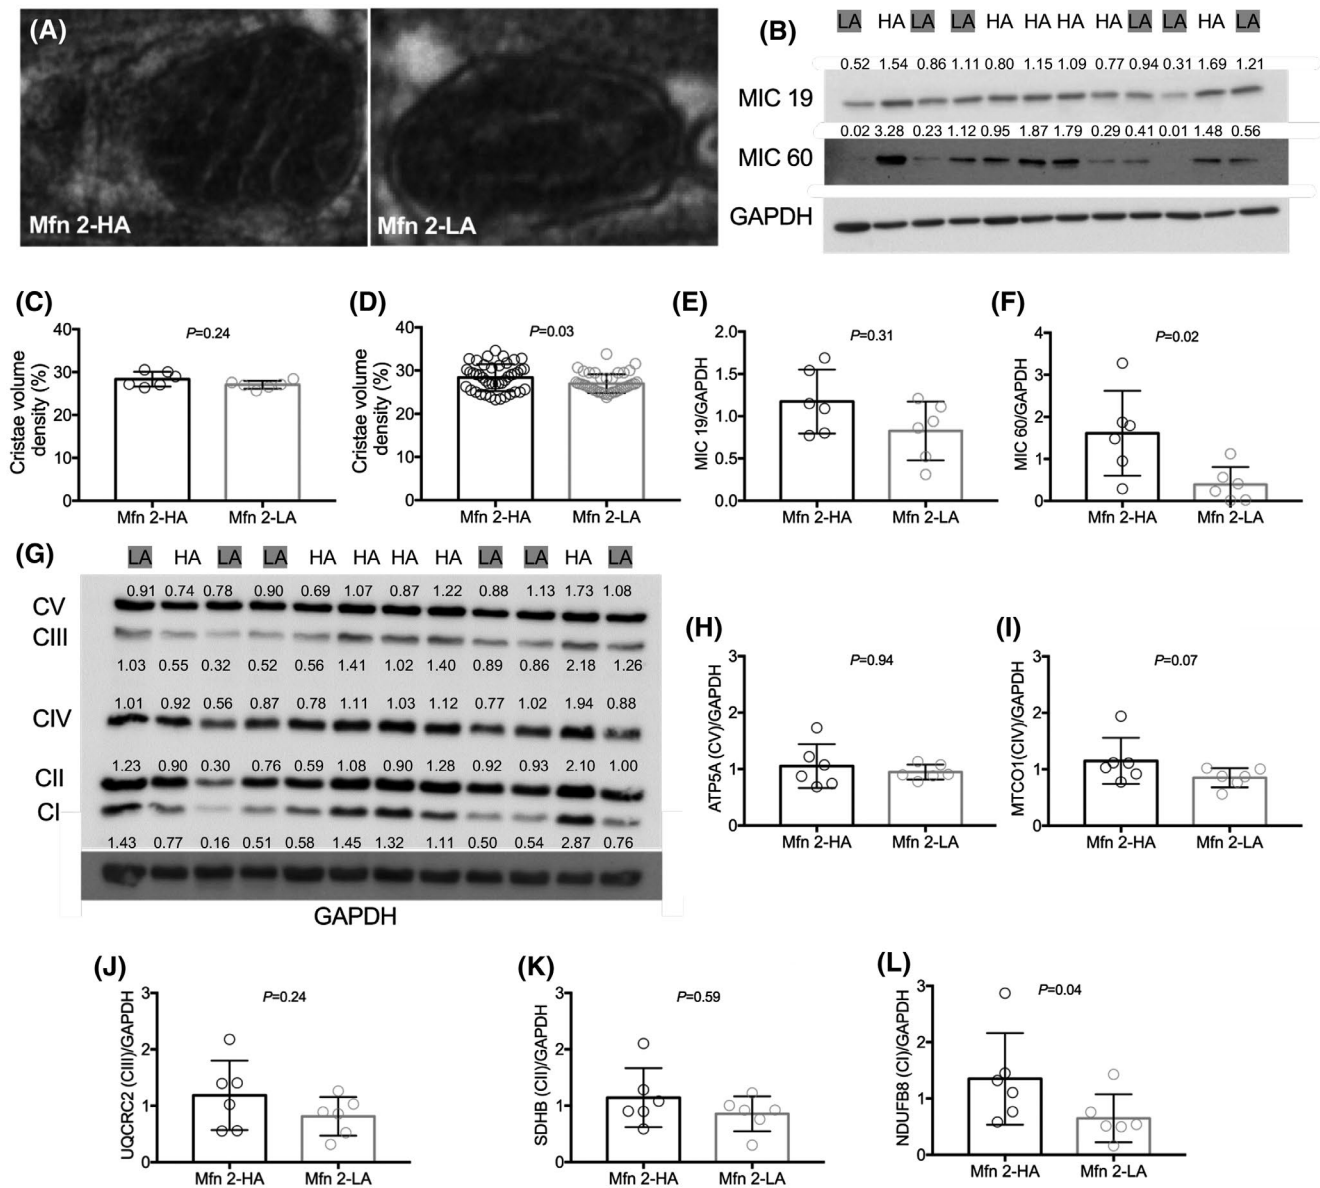 (A)
Mfn 2-HA
Mfn 2-LA
(B)
LA HA LA LA HA HA HA HA LA LA HA LA
0.52 1.54 0.86 1.11 0.80 1.15 1.09 0.77 0.94 0.31 1.69 1.21
MIC 19
0.02 3.28 0.23 1.12 0.95 1.87 1.79 0.29 0.41 0.01 1.48 0.56
MIC 60
GAPDH
(C)
Cristae volume
density (%)
40
30
20
10
0
P=0.24
Mfn 2-HA Mfn 2-LA
(D)
Cristae volume
density (%)
40
30
20
10
0
P=0.03
Mfn 2-HA Mfn 2-LA
(E)
MIC 19/GAPDH
2.0
1.5
1.0
0.5
0.0
P=0.31
Mfn 2-HA Mfn 2-LA
(F)
MIC 60/GAPDH
4
3
2
1
0
P=0.02
Mfn 2-HA Mfn 2-LA
(G)
LA HA LA LA HA HA HA HA LA LA HA LA
0.91 0.74 0.78 0.90 0.69 1.07 0.87 1.22 0.88 1.13 1.73 1.08
CV
CIII
1.03 0.55 0.32 0.52 0.56 1.41 1.02 1.40 0.89 0.86 2.18 1.26
1.01 0.92 0.56 0.87 0.78 1.11 1.03 1.12 0.77 1.02 1.94 0.88
CIV
1.23 0.90 0.30 0.76 0.59 1.08 0.90 1.28 0.92 0.93 2.10 1.00
CII
CI
1.43 0.77 0.16 0.51 0.58 1.45 1.32 1.11 0.50 0.54 2.87 0.76
GAPDH
(H)
ATP5A (CV)/GAPDH
3
2
1
0
P=0.94
Mfn 2-HA Mfn 2-LA
(I)
MTCO1(CIV)/GAPDH
3
2
1
0
P=0.07
Mfn 2-HA Mfn 2-LA
(J)
UQCRC2 (CIII)/GAPDH
3
2
1
0
P=0.24
Mfn 2-HA Mfn 2-LA
(K)
SDHB (CII)/GAPDH
3
2
1
0
P=0.59
Mfn 2-HA Mfn 2-LA
(L)
NDUFB8 (CI)/GAPDH
3
2
1
0
P=0.04
Mfn 2-HA Mfn 2-LA